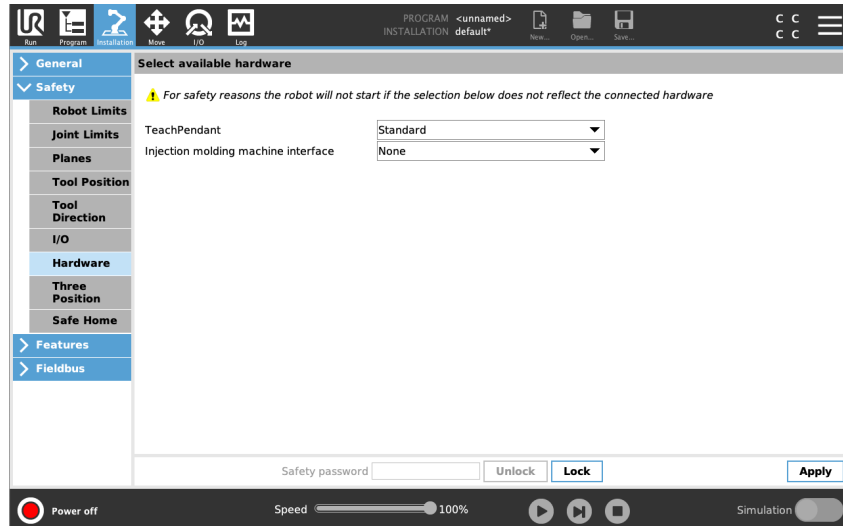 UR
PROGRAM <unnamed>
INSTALLATION default*
Run Program Installation Move I/O Log New... Open... Save...
C C
C C
General
Safety
Robot Limits
Joint Limits
Planes
Tool Position
Tool
Direction
I/O
Hardware
Three
Position
Safe Home
Features
Fieldbus
Select available hardware
For safety reasons the robot will not start if the selection below does not reflect the connected hardware
TeachPendant Standard
Injection molding machine interface None
Safety password Unlock Lock Apply
Power off Speed 100% Simulation